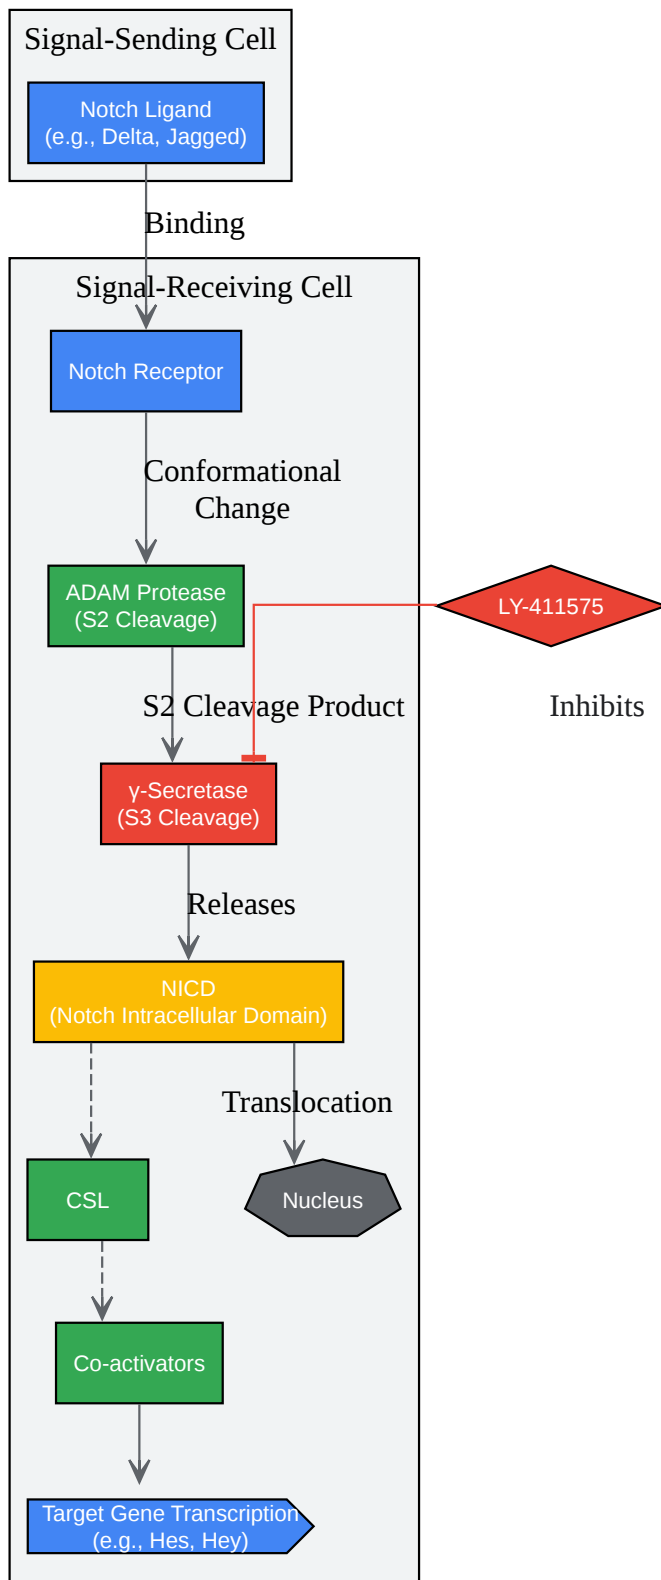 Signal-Sending Cell
Notch Ligand
(e.g., Delta, Jagged)
Binding
Signal-Receiving Cell
Notch Receptor
Conformational
Change
ADAM Protease
(S2 Cleavage)
LY-411575
S2 Cleavage Product
Inhibits
γ-Secretase
(S3 Cleavage)
Releases
NICD
(Notch Intracellular Domain)
Translocation
CSL
Nucleus
Co-activators
Target Gene Transcription
(e.g., Hes, Hey)